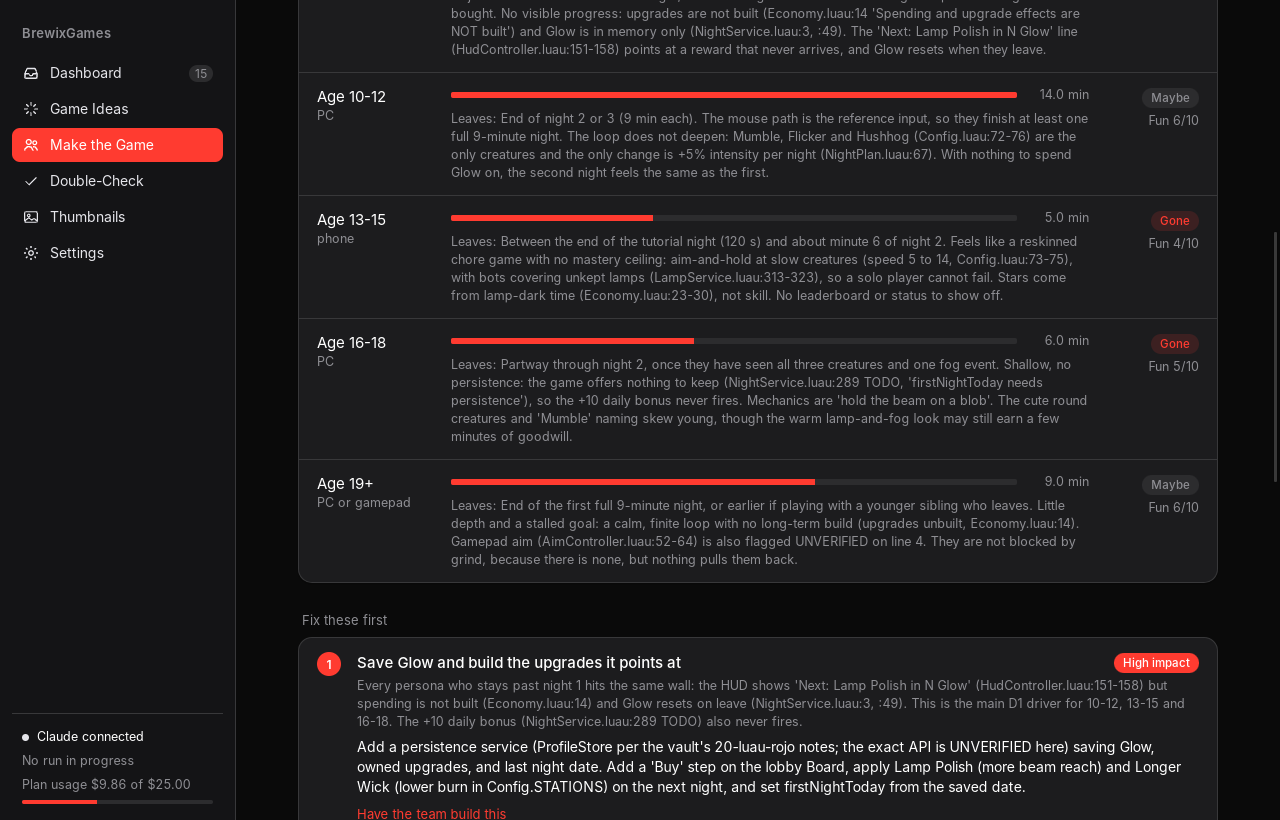 BrewixGames
Dashboard
15
Game Ideas
Make the Game
Double-Check
Thumbnails
Settings
Claude connected
No run in progress
Plan usage $9.86 of $25.00
bought. No visible progress: upgrades are not built (Economy.luau:14 'Spending and upgrade effects are
NOT built') and Glow is in memory only (NightService.luau:3, :49). The 'Next: Lamp Polish in N Glow' line
(HudController.luau:151-158) points at a reward that never arrives, and Glow resets when they leave.
Age 10-12
PC
14.0 min
Maybe
Fun 6/10
Leaves: End of night 2 or 3 (9 min each). The mouse path is the reference input, so they finish at least one
full 9-minute night. The loop does not deepen: Mumble, Flicker and Hushhog (Config.luau:72-76) are the
only creatures and the only change is +5% intensity per night (NightPlan.luau:67). With nothing to spend
Glow on, the second night feels the same as the first.
Age 13-15
phone
5.0 min
Gone
Fun 4/10
Leaves: Between the end of the tutorial night (120 s) and about minute 6 of night 2. Feels like a reskinned
chore game with no mastery ceiling: aim-and-hold at slow creatures (speed 5 to 14, Config.luau:73-75),
with bots covering unkept lamps (LampService.luau:313-323), so a solo player cannot fail. Stars come
from lamp-dark time (Economy.luau:23-30), not skill. No leaderboard or status to show off.
Age 16-18
PC
6.0 min
Gone
Fun 5/10
Leaves: Partway through night 2, once they have seen all three creatures and one fog event. Shallow, no
persistence: the game offers nothing to keep (NightService.luau:289 TODO, 'firstNightToday needs
persistence'), so the +10 daily bonus never fires. Mechanics are 'hold the beam on a blob'. The cute round
creatures and 'Mumble' naming skew young, though the warm lamp-and-fog look may still earn a few
minutes of goodwill.
Age 19+
PC or gamepad
9.0 min
Maybe
Fun 6/10
Leaves: End of the first full 9-minute night, or earlier if playing with a younger sibling who leaves. Little
depth and a stalled goal: a calm, finite loop with no long-term build (upgrades unbuilt, Economy.luau:14).
Gamepad aim (AimController.luau:52-64) is also flagged UNVERIFIED on line 4. They are not blocked by
grind, because there is none, but nothing pulls them back.
Fix these first
1
Save Glow and build the upgrades it points at
High impact
Every persona who stays past night 1 hits the same wall: the HUD shows 'Next: Lamp Polish in N Glow' (HudController.luau:151-158) but
spending is not built (Economy.luau:14) and Glow resets on leave (NightService.luau:3, :49). This is the main D1 driver for 10-12, 13-15 and
16-18. The +10 daily bonus (NightService.luau:289 TODO) also never fires.
Add a persistence service (ProfileStore per the vault's 20-luau-rojo notes; the exact API is UNVERIFIED here) saving Glow,
owned upgrades, and last night date. Add a 'Buy' step on the lobby Board, apply Lamp Polish (more beam reach) and Longer
Wick (lower burn in Config.STATIONS) on the next night, and set firstNightToday from the saved date.
Have the team build this